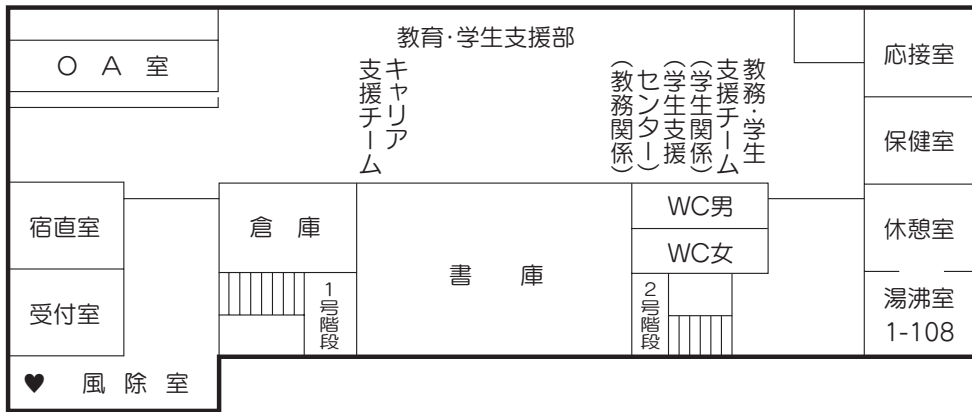 教育・学生支援部
OA室
応接室
キャリア
支援チーム
教務・学生
支援チーム
(学生関係)
(学生支援
センター)
(教務関係)
保健室
宿直室
倉庫
書庫
WC男
WC女
休憩室
受付室
1号階段
2号階段
湯沸室
1-108
♥ 風除室